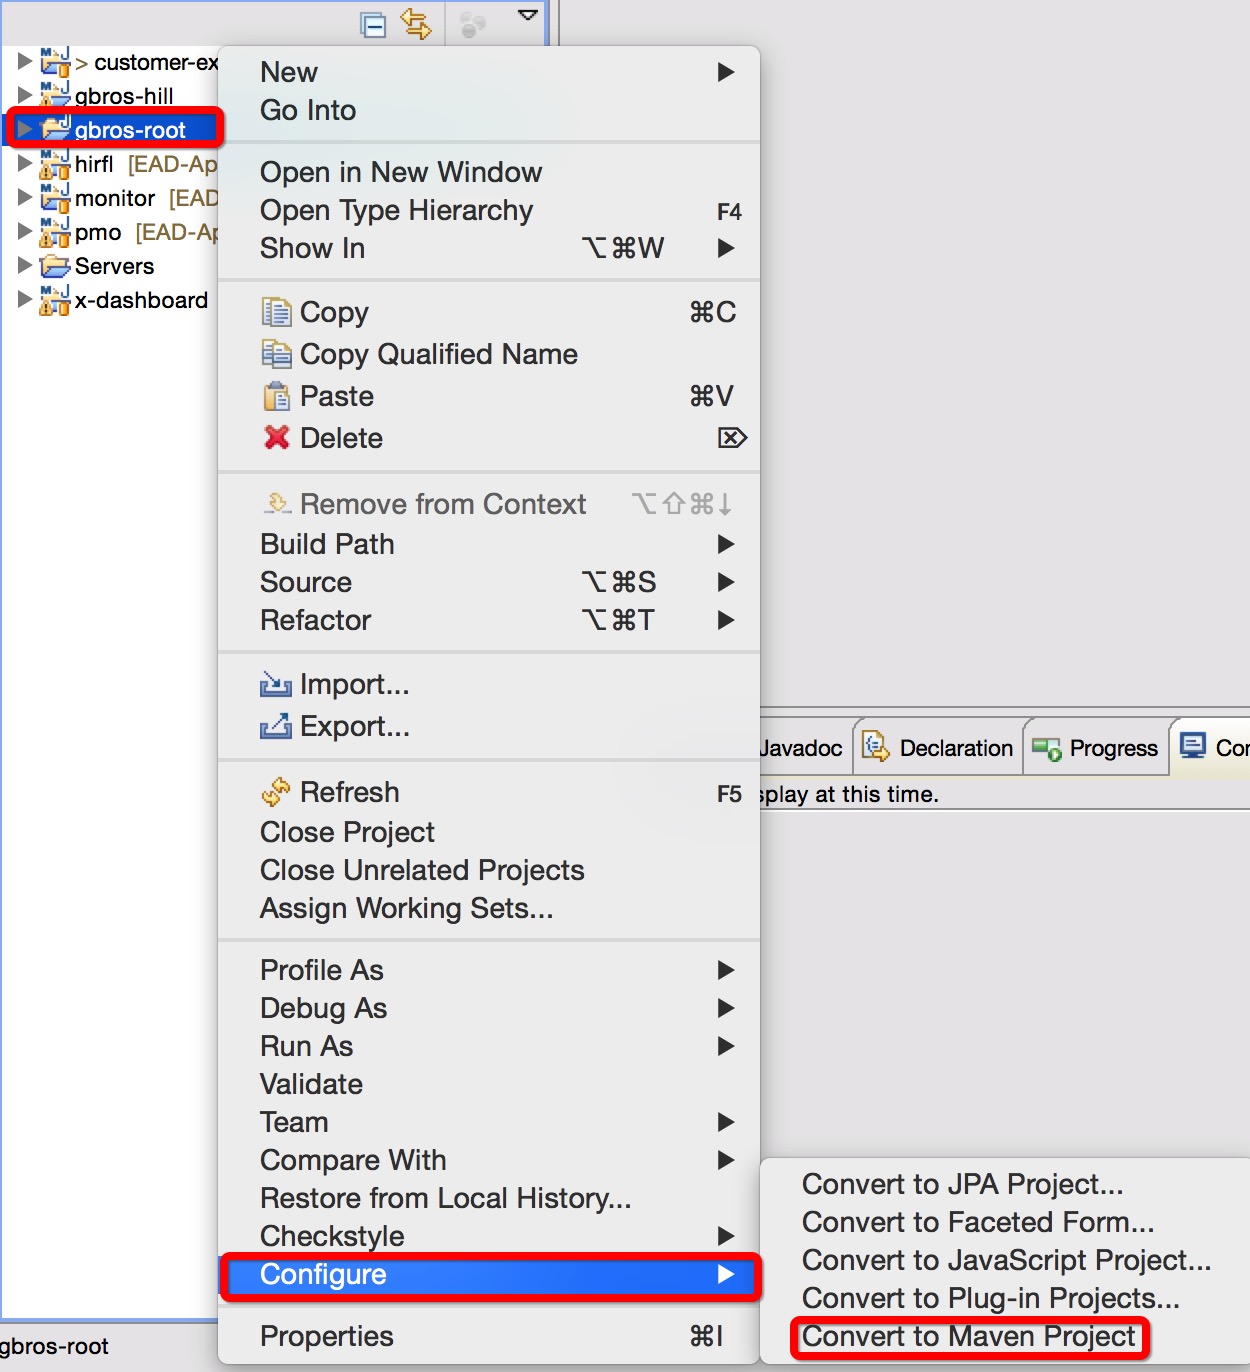 > customer-ex
gbros-hill
gbros-root
hirfl [EAD-Ap
monitor [EAD
pmo [EAD-Ap
Servers
x-dashboard
New
Go Into
Open in New Window
Open Type Hierarchy F4
Show In ⌥⌘W
Copy ⌘C
Copy Qualified Name
Paste ⌘V
Delete ⌦
Remove from Context ⌥⇧⌘↓
Build Path
Source ⌥⌘S
Refactor ⌥⌘T
Import...
Export...
Refresh F5
Close Project
Close Unrelated Projects
Assign Working Sets...
Profile As
Debug As
Run As
Validate
Team
Compare With
Restore from Local History...
Checkstyle
Configure
Properties ⌘I
Javadoc Declaration Progress Con
splay at this time.
Convert to JPA Project...
Convert to Faceted Form...
Convert to JavaScript Project...
Convert to Plug-in Projects...
Convert to Maven Project
gbros-root